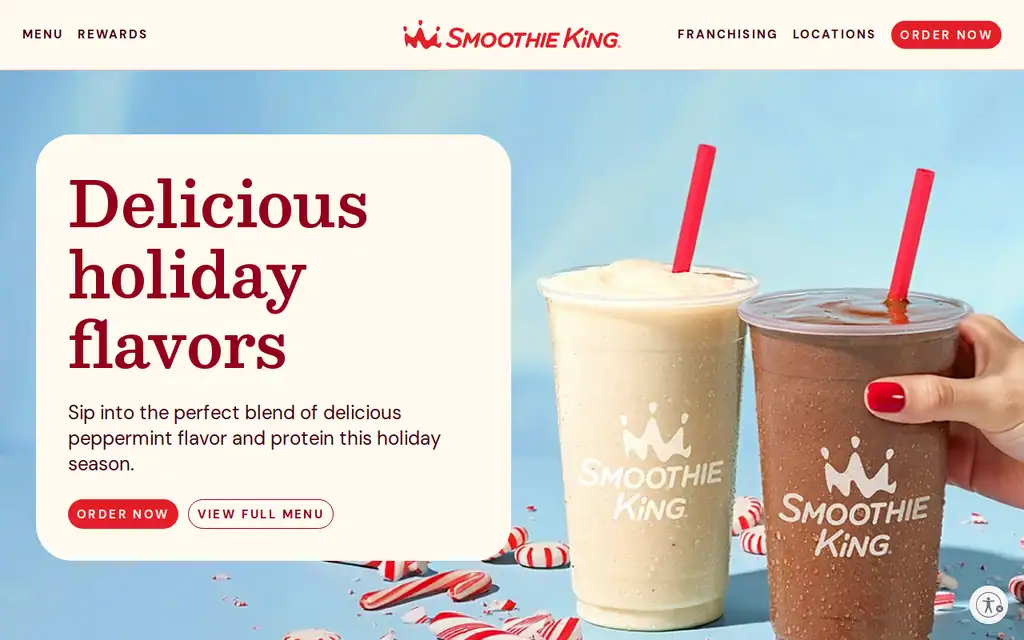 MENU
REWARDS
SMOOTHIE KING
FRANCHISING
LOCATIONS
ORDER NOW
Delicious
holiday
flavors
Sip into the perfect blend of delicious
peppermint flavor and protein this holiday
season.
ORDER NOW
VIEW FULL MENU
SMOOTHIE
KING
SMOOTHIE
KING